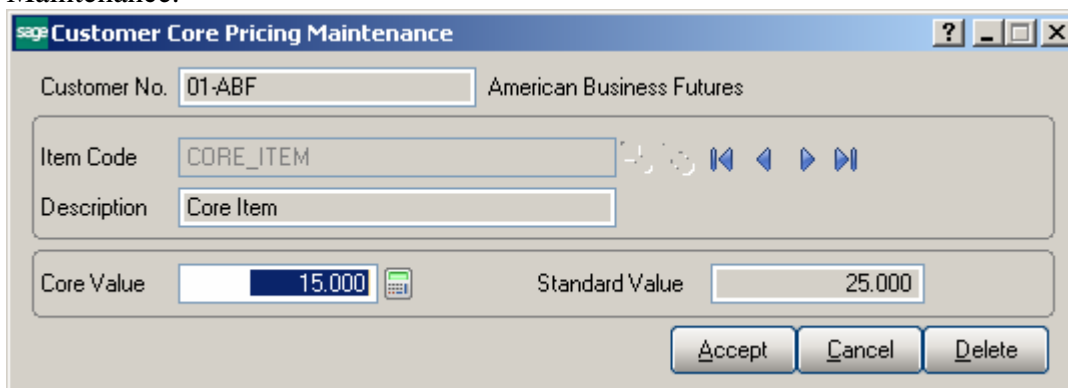 Maintenance.
sage Customer Core Pricing Maintenance ?
Customer No. 01-ABF American Business Futures
Item Code CORE_ITEM
Description Core Item
Core Value 15.000 Standard Value 25.000
Accept Cancel Delete